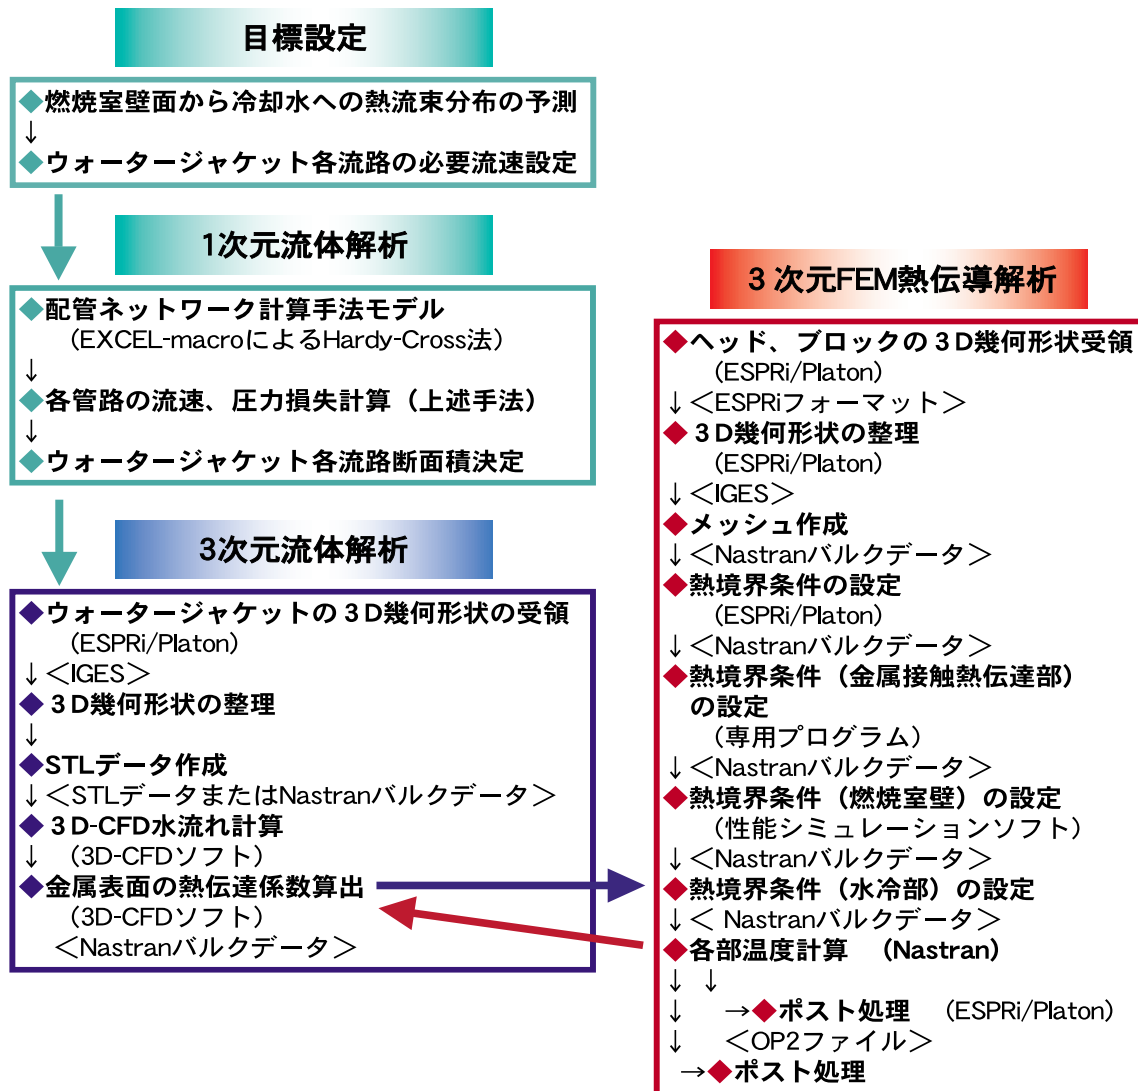 目標設定
◆燃焼室壁面から冷却水への熱流束分布の予測
↓
◆ウォータージャケット各流路の必要流速設定
1次元流体解析
◆配管ネットワーク計算手法モデル
(EXCEL-macroによるHardy-Cross法)
↓
◆各管路の流速、圧力損失計算（上述手法）
↓
◆ウォータージャケット各流路断面積決定
3次元流体解析
◆ウォータージャケットの3D幾何形状の受領
(ESPRi/Platon)
↓＜IGES＞
◆3D幾何形状の整理
↓
◆STLデータ作成
↓＜STLデータまたはNastranバルクデータ＞
◆3D-CFD水流れ計算
↓（3D-CFDソフト）
◆金属表面の熱伝達係数算出
（3D-CFDソフト）
＜Nastranバルクデータ＞
3次元FEM熱伝導解析
◆ヘッド、ブロックの3D幾何形状受領
(ESPRi/Platon)
↓＜ESPRiフォーマット＞
◆3D幾何形状の整理
(ESPRi/Platon)
↓＜IGES＞
◆メッシュ作成
↓＜Nastranバルクデータ＞
◆熱境界条件の設定
(ESPRi/Platon)
↓＜Nastranバルクデータ＞
◆熱境界条件（金属接触熱伝達部）
の設定
（専用プログラム）
↓＜Nastranバルクデータ＞
◆熱境界条件（燃焼室壁）の設定
（性能シミュレーションソフト）
↓＜Nastranバルクデータ＞
◆熱境界条件（水冷部）の設定
↓＜ Nastranバルクデータ＞
◆各部温度計算 （Nastran）
↓ ↓
↓ →◆ポスト処理 (ESPRi/Platon)
↓ ＜OP2ファイル＞
→◆ポスト処理